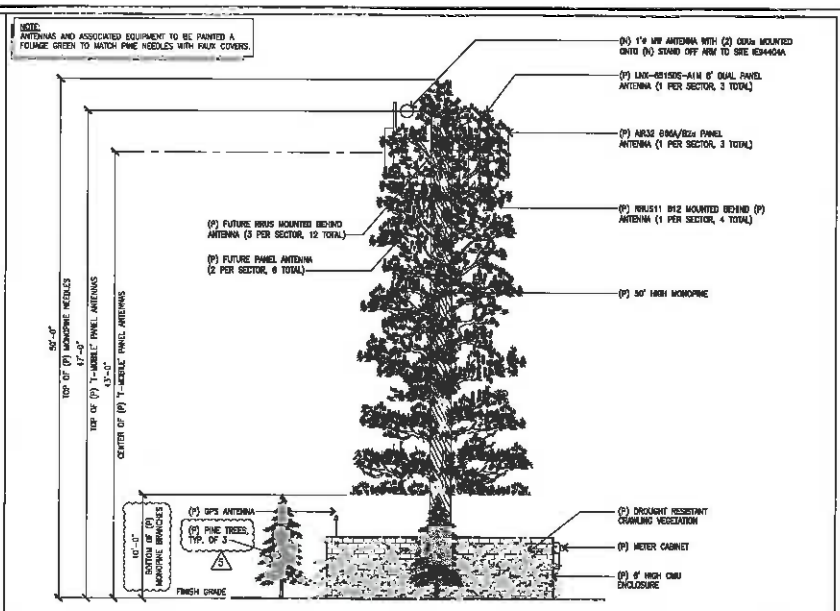 NOTE:
ANTENNAS AND ASSOCIATED EQUIPMENT TO BE PAINTED A
FOLIAGE GREEN TO MATCH PINE NEEDLES WITH FAUX COVERS.
(N) 1'ø MW ANTENNA WITH (2) ODUs MOUNTED
ONTO (N) STAND OFF ARM TO SITE IE94404A
(P) LNX-6515DS-A1M 8' DUAL PANEL
ANTENNA (1 PER SECTOR, 3 TOTAL)
(P) AIR32 B66A/B2a PANEL
ANTENNA (1 PER SECTOR, 3 TOTAL)
(P) RRUS11 B12 MOUNTED BEHIND (P)
ANTENNA (1 PER SECTOR, 4 TOTAL)
(P) FUTURE RRUS MOUNTED BEHIND
ANTENNA (3 PER SECTOR, 12 TOTAL)
(P) FUTURE PANEL ANTENNA
(2 PER SECTOR, 6 TOTAL)
(P) 50' HIGH MONOPINE
50'-0"
TOP OF (P) MONOPINE NEEDLES
47'-0"
TOP OF (P) "T-MOBILE" PANEL ANTENNAS
43'-0"
CENTER OF (P) "T-MOBILE" PANEL ANTENNAS
10'-0"
BOTTOM OF (P)
MONOPINE BRANCHES
(P) GPS ANTENNA
(P) PINE TREES,
TYP. OF 3
5
FINISH GRADE
(P) DROUGHT RESISTANT
CRAWLING VEGETATION
(P) METER CABINET
(P) 6' HIGH CMU
ENCLOSURE